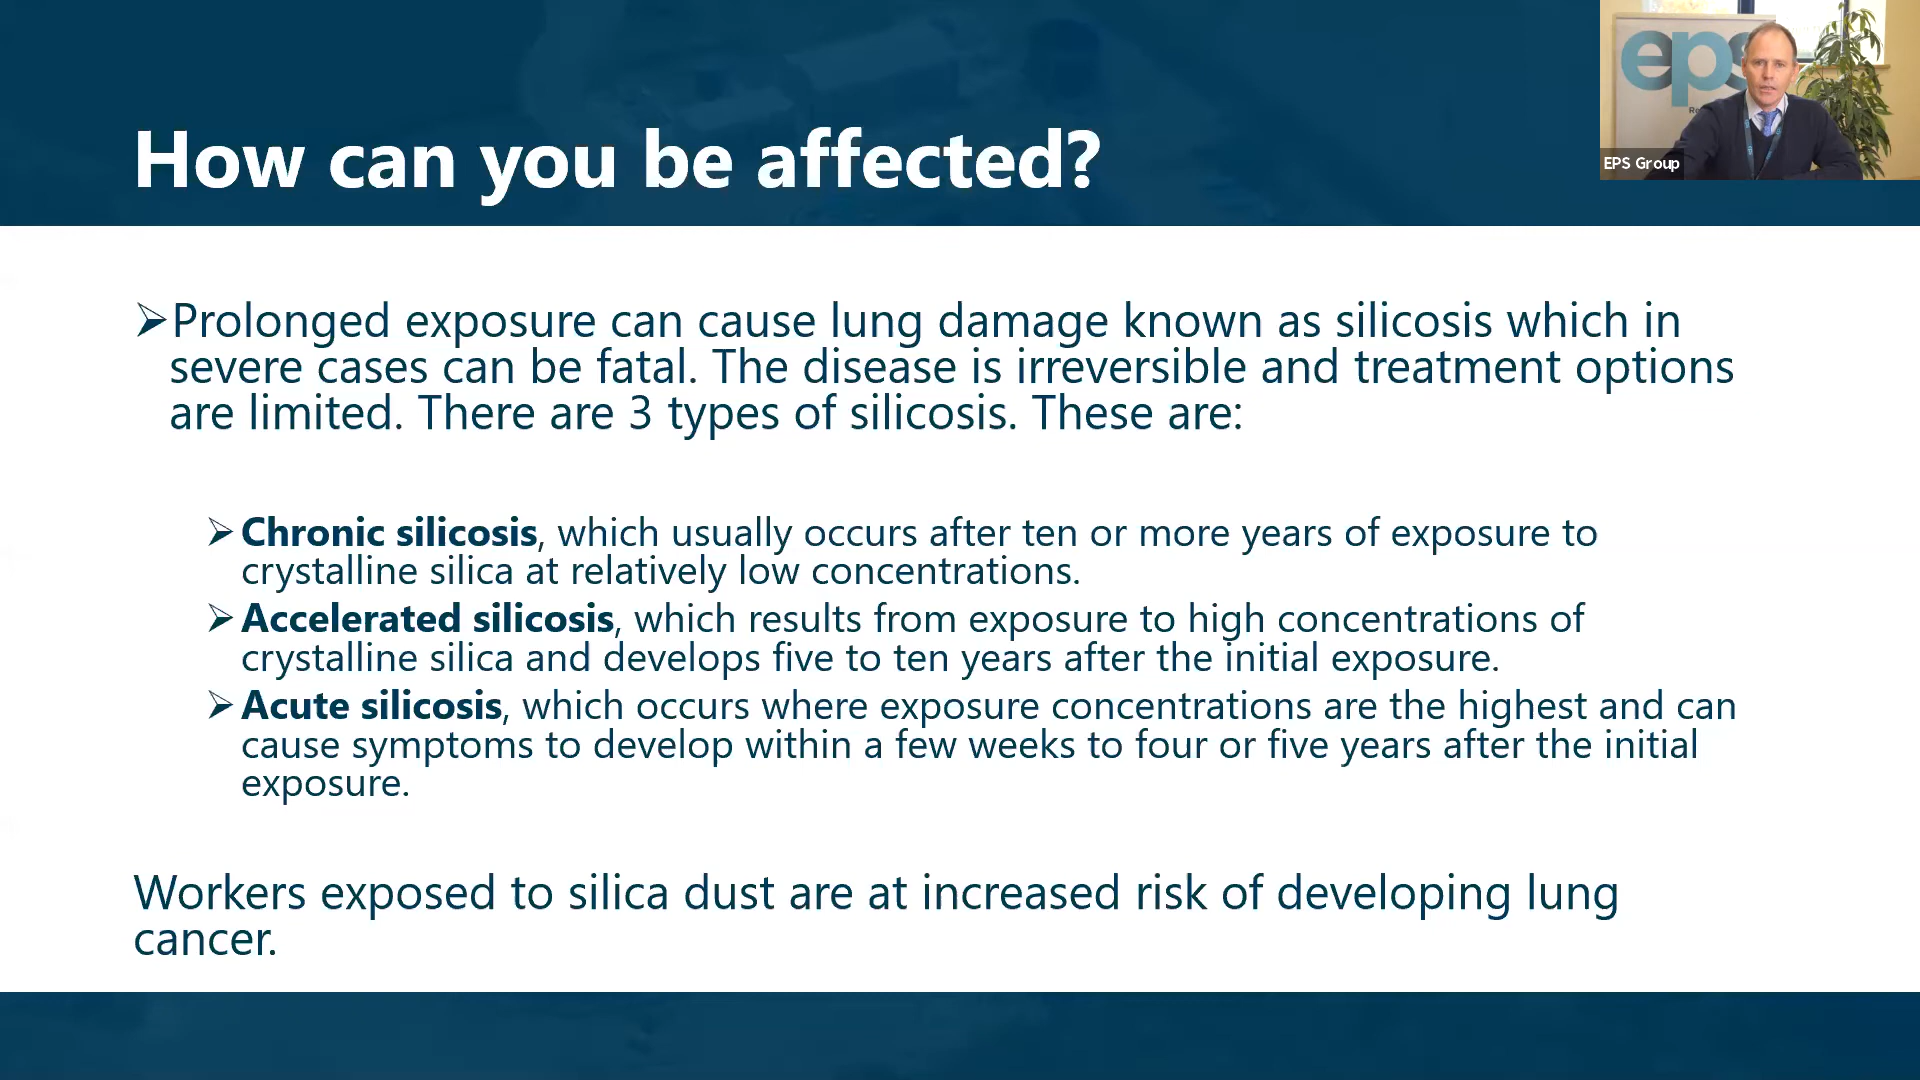 eps
EPS Group
How can you be affected?
➢Prolonged exposure can cause lung damage known as silicosis which in
severe cases can be fatal. The disease is irreversible and treatment options
are limited. There are 3 types of silicosis. These are:
➢Chronic silicosis, which usually occurs after ten or more years of exposure to
crystalline silica at relatively low concentrations.
➢Accelerated silicosis, which results from exposure to high concentrations of
crystalline silica and develops five to ten years after the initial exposure.
➢Acute silicosis, which occurs where exposure concentrations are the highest and can
cause symptoms to develop within a few weeks to four or five years after the initial
exposure.
Workers exposed to silica dust are at increased risk of developing lung
cancer.